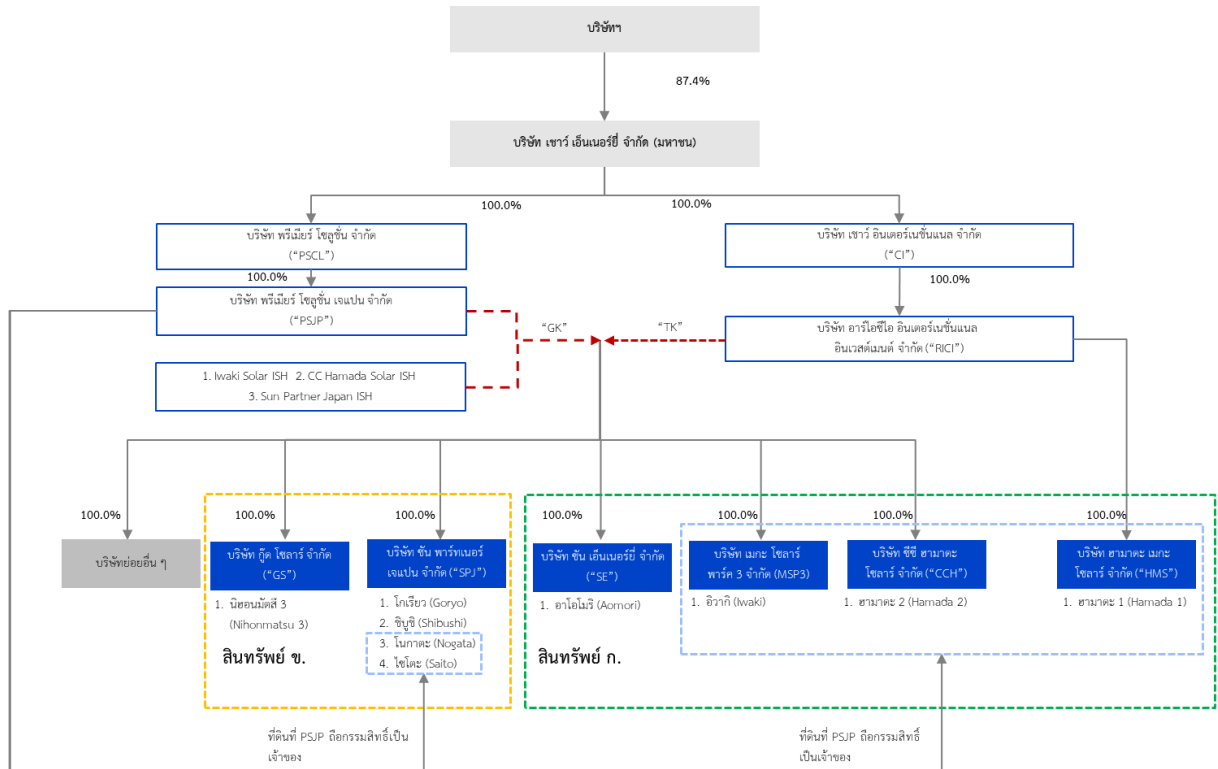 บริษัทฯ
87.4%
บริษัท เชาว์ เอ็นเนอร์ยี่ จำกัด (มหาชน)
100.0%
100.0%
บริษัท พรีเมียร์ โซลูชั่น จำกัด
("PSCL")
บริษัท เชาว์ อินเตอร์เนชั่นแนล จำกัด
("CI")
100.0%
100.0%
บริษัท พรีเมียร์ โซลูชั่น เจแปน จำกัด
("PSJP")
"GK"
"TK"
บริษัท อาร์ไอซีไอ อินเตอร์เนชั่นแนล
อินเวสต์เมนต์ จำกัด ("RICI")
1. Iwaki Solar ISH 2. CC Hamada Solar ISH
3. Sun Partner Japan ISH
100.0%
100.0%
100.0%
100.0%
100.0%
100.0%
100.0%
บริษัทย่อยอื่น ๆ
บริษัท กู๊ด โซลาร์ จำกัด
("GS")
บริษัท ซัน พาร์ทเนอร์
เจแปน จำกัด ("SPJ")
บริษัท ซัน เอ็นเนอร์ยี่ จำกัด
("SE")
บริษัท เมกะ โซลาร์
พาร์ค 3 จำกัด (MSP3)
บริษัท ซีซี ฮามาดะ
โซลาร์ จำกัด ("CCH")
บริษัท ฮามาดะ เมกะ
โซลาร์ จำกัด ("HMS")
1. นิฮอนมัตสึ 3
(Nihonmatsu 3)
1. โกเรียว (Goryo)
2. ชิบูชิ (Shibushi)
3. โนกาตะ (Nogata)
4. ไซโตะ (Saito)
1. อาโอโมริ (Aomori)
1. อิวากิ (Iwaki)
1. ฮามาดะ 2 (Hamada 2)
1. ฮามาดะ 1 (Hamada 1)
สินทรัพย์ ข.
สินทรัพย์ ก.
ที่ดินที่ PSJP ถือกรรมสิทธิ์เป็น
เจ้าของ
ที่ดินที่ PSJP ถือกรรมสิทธิ์
เป็นเจ้าของ